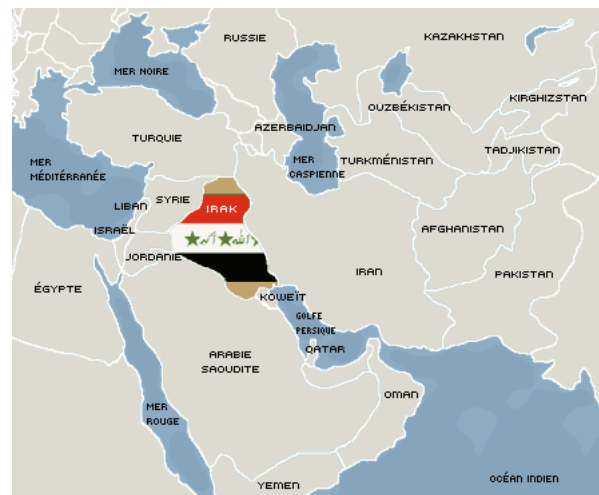 RUSSIE
KAZAKHSTAN
MER NOIRE
OUZBÉKISTAN
KIRGHIZSTAN
AZERBAIDJAN
TURQUIE
TADJIKISTAN
MER
MÉDITÉRRANÉE
MER
CASPIENNE
TURKMÉNISTAN
LIBAN
SYRIE
IRAK
ISRAËL
AFGHANISTAN
JORDANIE
IRAN
PAKISTAN
ÉGYPTE
KOWEÏT
GOLFE
PERSIQUE
QATAR
ARABIE
SAOUDITE
OMAN
MER
ROUGE
YEMEN
OCÉAN INDIEN